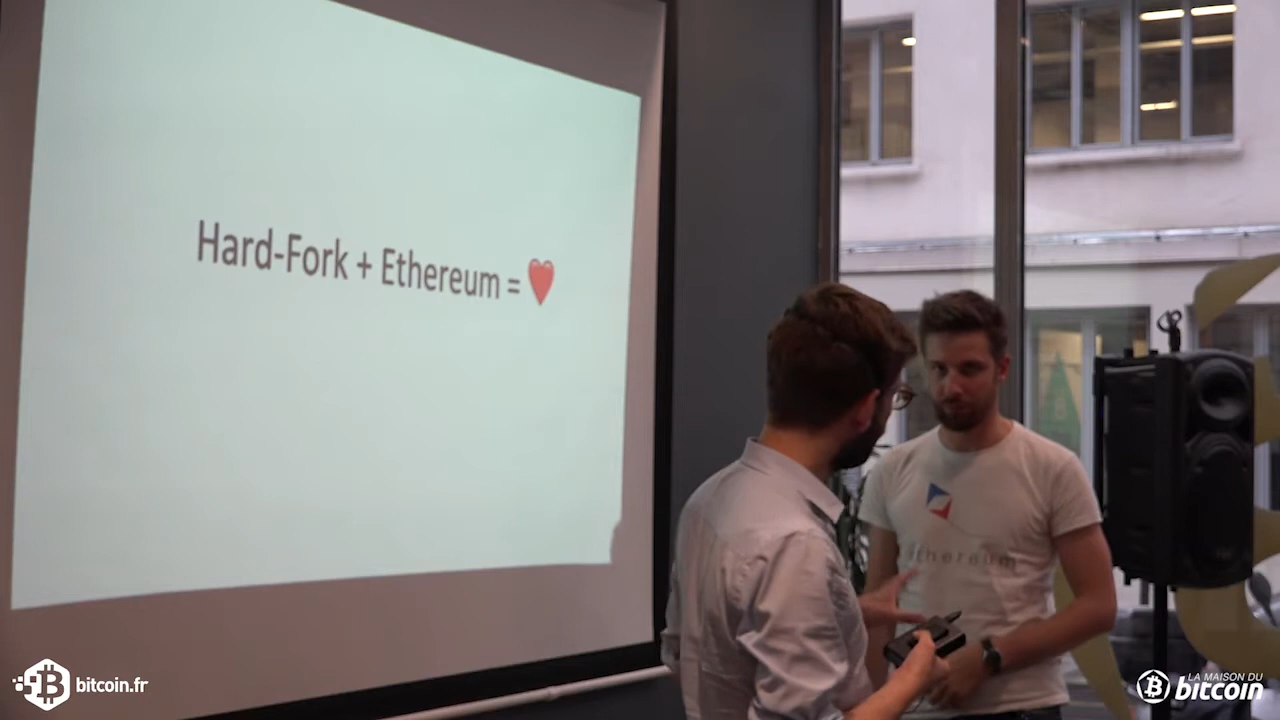 Hard-Fork + Ethereum = ❤
ethereum
bitcoin.fr
LA MAISON DU
bitcoin